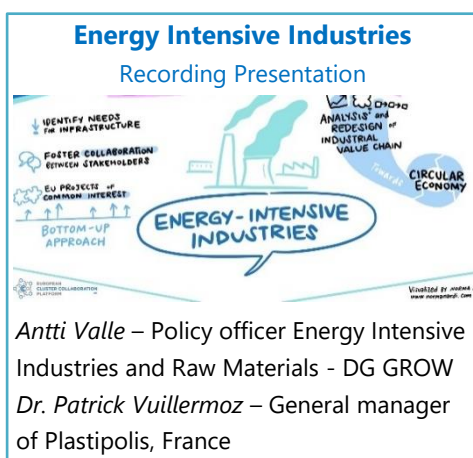 Energy Intensive Industries
Recording Presentation
IDENTIFY NEEDS
FOR INFRASTRUCTURE
FOSTER COLLABORATION
BETWEEN STAKEHOLDERS
EU PROJECTS of
COMMON INTEREST
BOTTOM-UP
APPROACH
ENERGY-INTENSIVE
INDUSTRIES
ANALYSIS and
REDESIGN of
INDUSTRIAL
VALUE CHAIN
Towards
CIRCULAR
ECONOMY
EUROPEAN
CLUSTER COLLABORATION
PLATFORM
Visualized by NORMA
Antti Valle – Policy officer Energy Intensive
Industries and Raw Materials - DG GROW
Dr. Patrick Vuillermoz – General manager
of Plastipolis, France